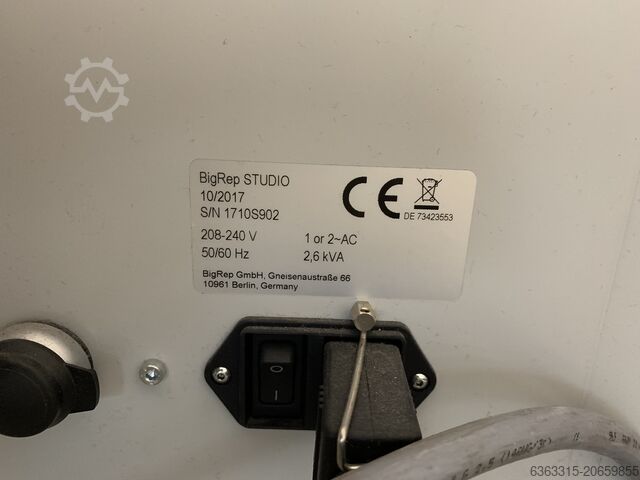 BigRep STUDIO
10/2017
S/N 1710S902
CE
DE 73423553
208-240 V 1 or 2~AC
50/60 Hz 2,6 kVA
BigRep GmbH, Gneisenaustraße 66
10961 Berlin, Germany
O
I
6363315-20659855